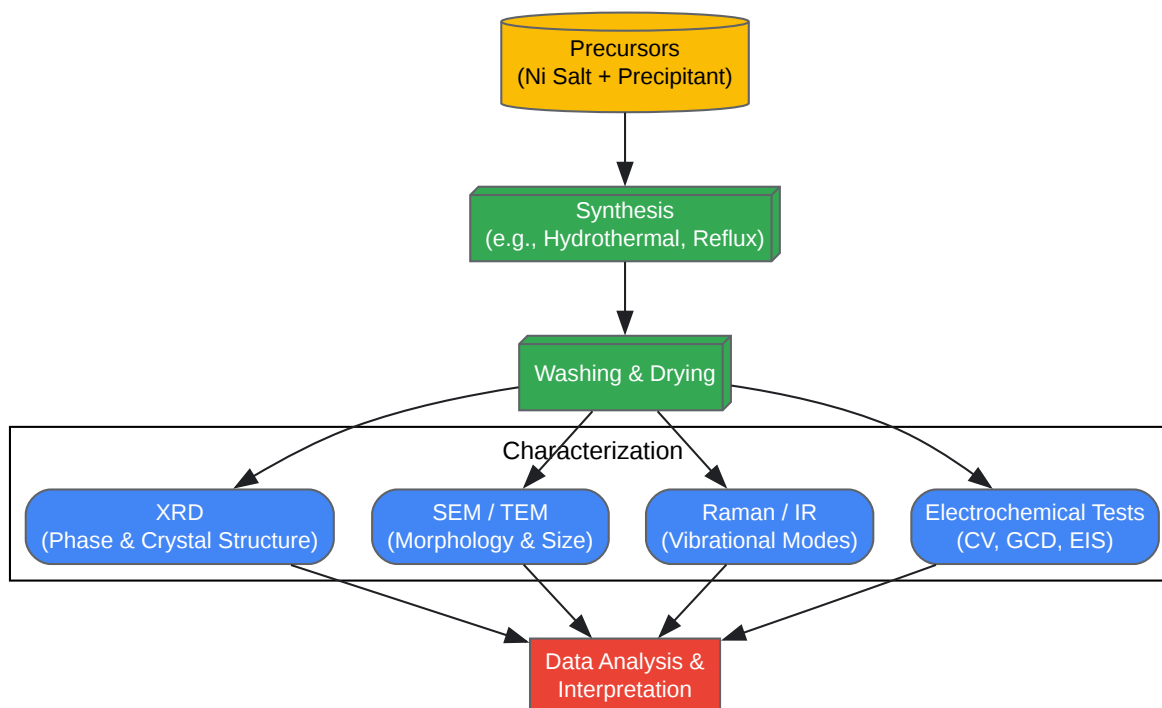 Precursors
(Ni Salt + Precipitant)
Synthesis
(e.g., Hydrothermal, Reflux)
Washing & Drying
Characterization
XRD
(Phase & Crystal Structure)
SEM / TEM
(Morphology & Size)
Raman / IR
(Vibrational Modes)
Electrochemical Tests
(CV, GCD, EIS)
Data Analysis &
Interpretation